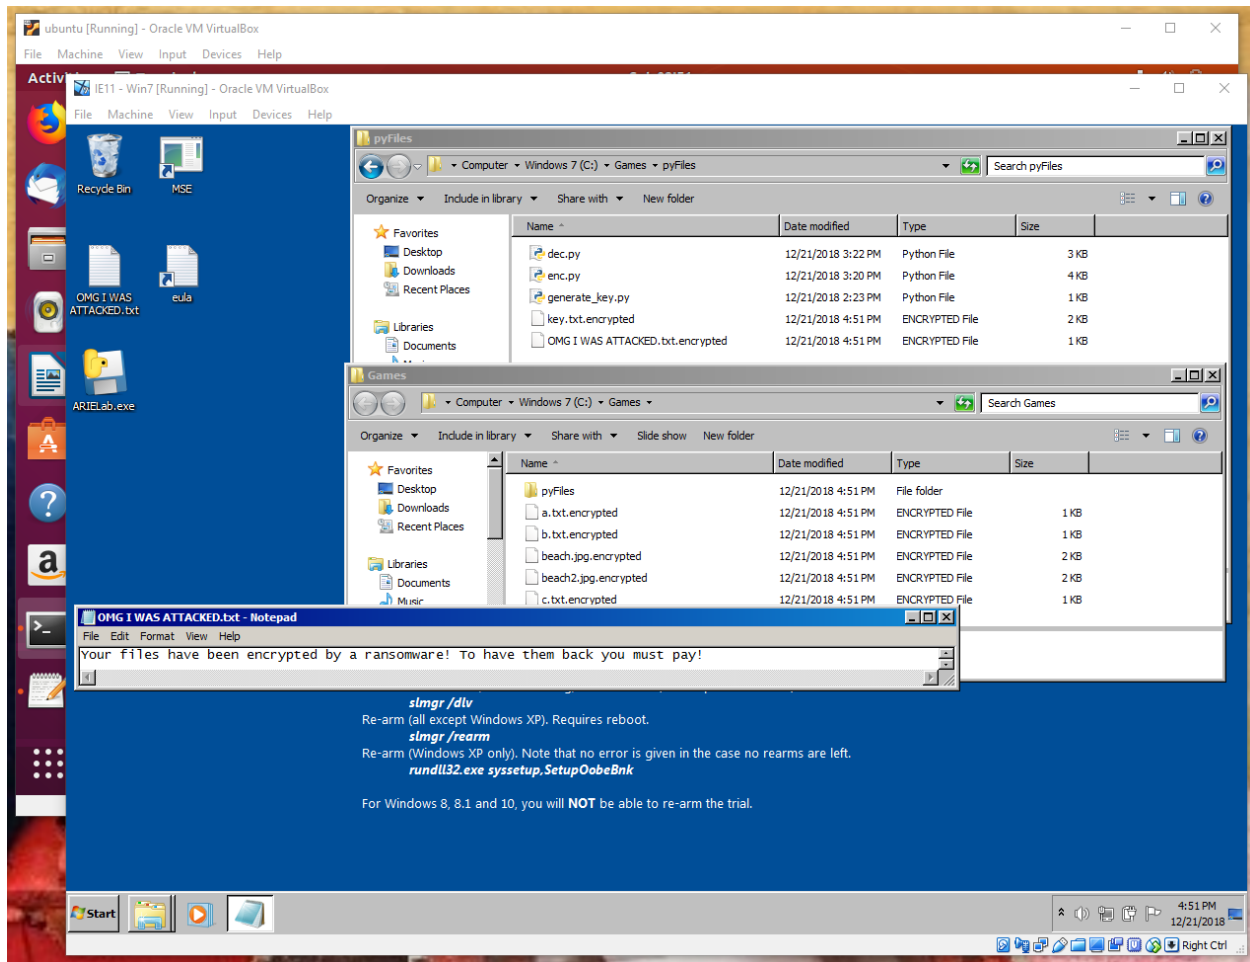 ubuntu [Running] - Oracle VM VirtualBox
File Machine View Input Devices Help
Activ
IE11 - Win7 [Running] - Oracle VM VirtualBox
File Machine View Input Devices Help
Recycle Bin
MSE
OMG I WAS ATTACKED.txt
eula
ARIELab.exe
pyFiles
Computer Windows 7 (C:) Games pyFiles
Search pyFiles
Organize Include in library Share with New folder
Favorites
Desktop
Downloads
Recent Places
Libraries
Documents
Name Date modified Type Size
dec.py 12/21/2018 3:22 PM Python File 3 KB
enc.py 12/21/2018 3:20 PM Python File 4 KB
generate_key.py 12/21/2018 2:23 PM Python File 1 KB
key.txt.encrypted 12/21/2018 4:51 PM ENCRYPTED File 2 KB
OMG I WAS ATTACKED.txt.encrypted 12/21/2018 4:51 PM ENCRYPTED File 1 KB
Games
Computer Windows 7 (C:) Games
Search Games
Organize Include in library Share with Slide show New folder
Favorites
Desktop
Downloads
Recent Places
Libraries
Documents
Music
Name Date modified Type Size
pyFiles 12/21/2018 4:51 PM File folder
a.txt.encrypted 12/21/2018 4:51 PM ENCRYPTED File 1 KB
b.txt.encrypted 12/21/2018 4:51 PM ENCRYPTED File 1 KB
beach.jpg.encrypted 12/21/2018 4:51 PM ENCRYPTED File 2 KB
beach2.jpg.encrypted 12/21/2018 4:51 PM ENCRYPTED File 2 KB
c.txt.encrypted 12/21/2018 4:51 PM ENCRYPTED File 1 KB
OMG I WAS ATTACKED.txt - Notepad
File Edit Format View Help
Your files have been encrypted by a ransomware! To have them back you must pay!
slmgr /dlv
Re-arm (all except Windows XP). Requires reboot.
slmgr /rearm
Re-arm (Windows XP only). Note that no error is given in the case no rearms are left.
rundll32.exe syssetup,SetupOobeBnk
For Windows 8, 8.1 and 10, you will NOT be able to re-arm the trial.
Start
4:51 PM
12/21/2018
Right Ctrl